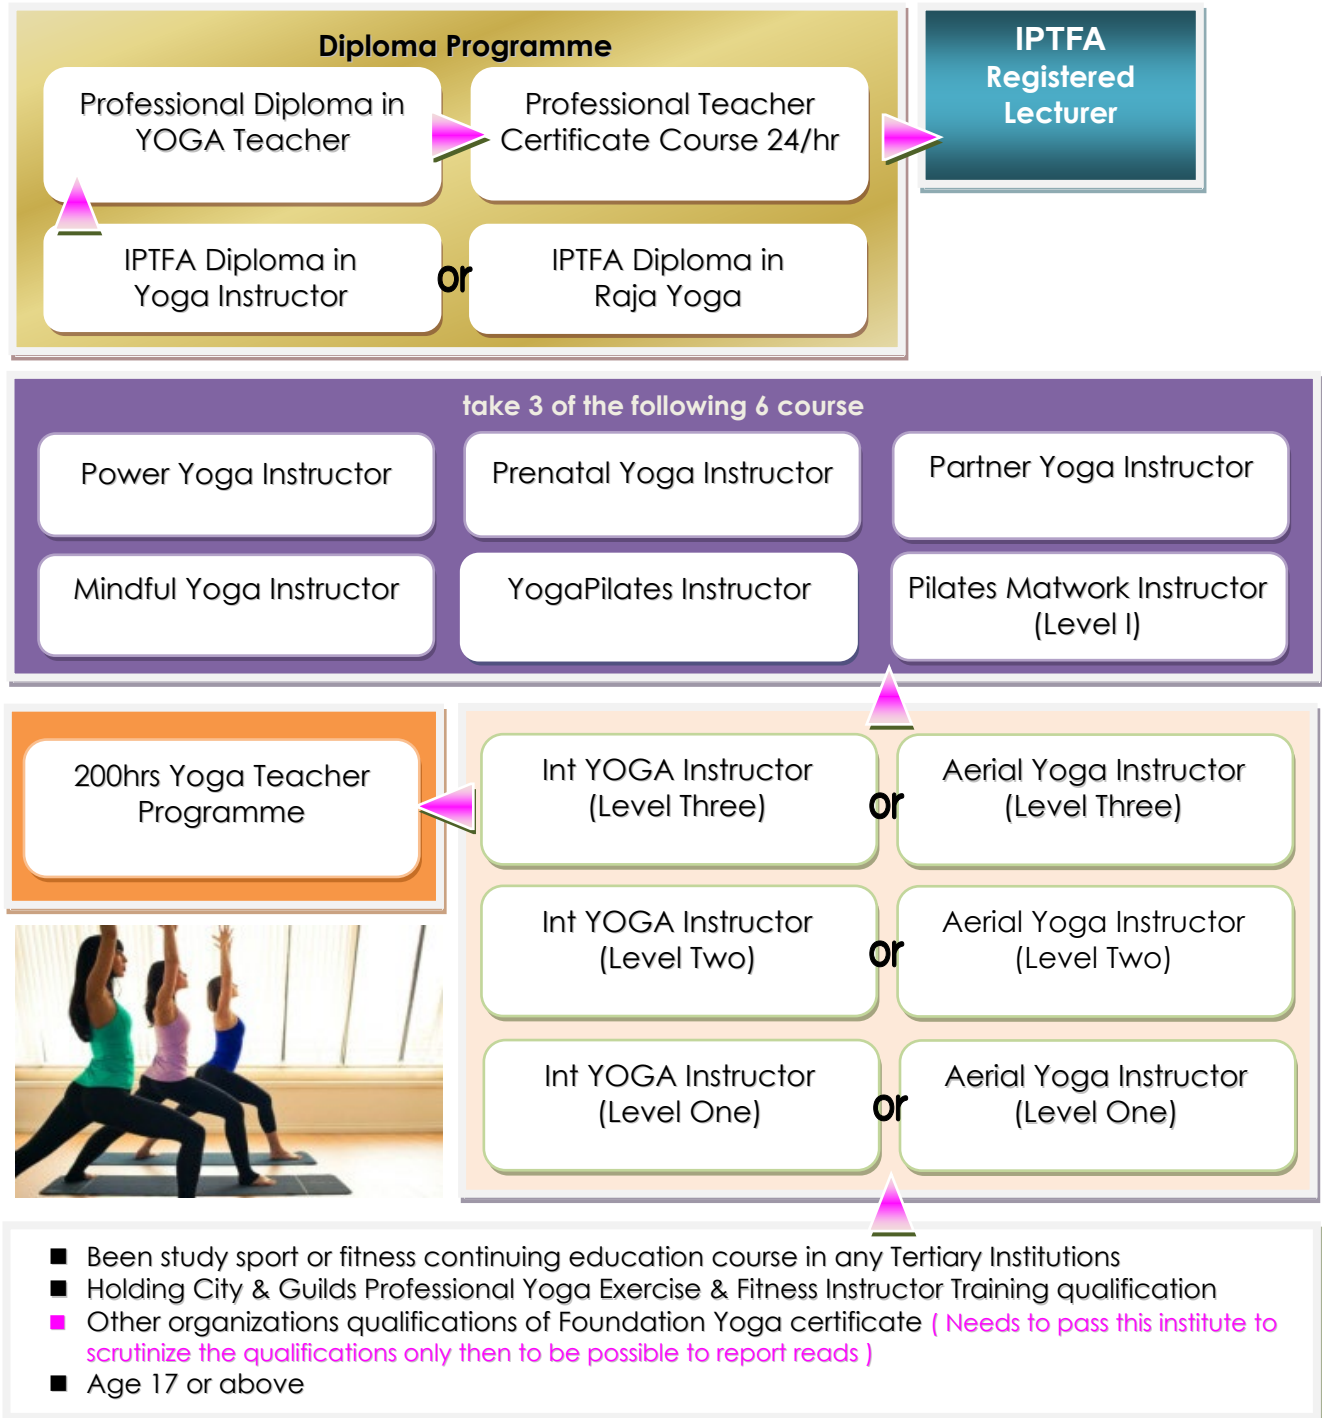 Diploma Programme
Professional Diploma in
YOGA Teacher
Professional Teacher
Certificate Course 24/hr
IPTFA
Registered
Lecturer
IPTFA Diploma in
Yoga Instructor
or
IPTFA Diploma in
Raja Yoga
take 3 of the following 6 course
Power Yoga Instructor
Prenatal Yoga Instructor
Partner Yoga Instructor
Mindful Yoga Instructor
YogaPilates Instructor
Pilates Matwork Instructor
(Level I)
200hrs Yoga Teacher
Programme
Int YOGA Instructor
(Level Three)
or
Aerial Yoga Instructor
(Level Three)
Int YOGA Instructor
(Level Two)
or
Aerial Yoga Instructor
(Level Two)
Int YOGA Instructor
(Level One)
or
Aerial Yoga Instructor
(Level One)
Been study sport or fitness continuing education course in any Tertiary Institutions
Holding City & Guilds Professional Yoga Exercise & Fitness Instructor Training qualification
Other organizations qualifications of Foundation Yoga certificate ( Needs to pass this institute to
scrutinize the qualifications only then to be possible to report reads )
Age 17 or above